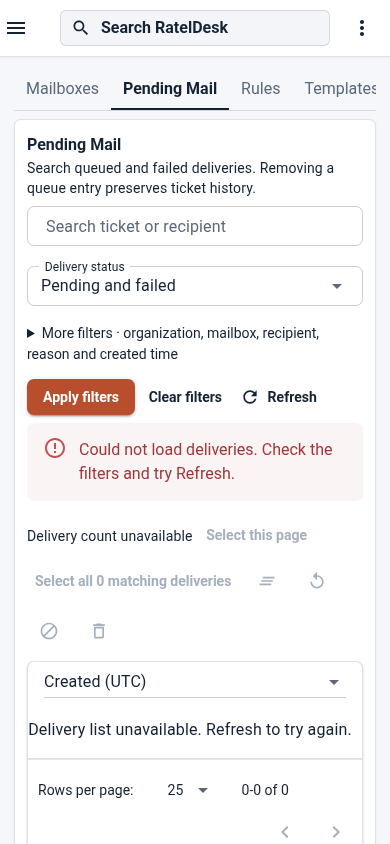 Search RatelDesk
Mailboxes Pending Mail Rules Templates
Pending Mail
Search queued and failed deliveries. Removing a
queue entry preserves ticket history.
Search ticket or recipient
Delivery status
Pending and failed
More filters · organization, mailbox, recipient,
reason and created time
Apply filters Clear filters Refresh
Could not load deliveries. Check the
filters and try Refresh.
Delivery count unavailable Select this page
Select all 0 matching deliveries
Created (UTC)
Delivery list unavailable. Refresh to try again.
Rows per page: 25 0-0 of 0